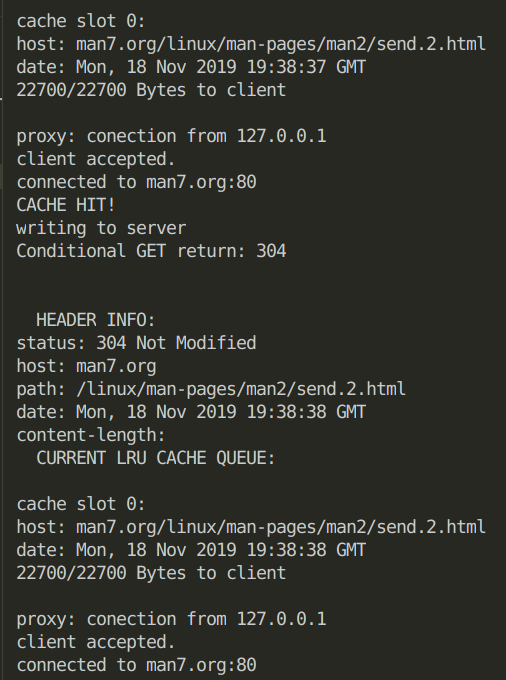 cache slot 0:
host: man7.org/linux/man-pages/man2/send.2.html
date: Mon, 18 Nov 2019 19:38:37 GMT
22700/22700 Bytes to client
proxy: conection from 127.0.0.1
client accepted.
connected to man7.org:80
CACHE HIT!
writing to server
Conditional GET return: 304
HEADER INFO:
status: 304 Not Modified
host: man7.org
path: /linux/man-pages/man2/send.2.html
date: Mon, 18 Nov 2019 19:38:38 GMT
content-length:
CURRENT LRU CACHE QUEUE:
cache slot 0:
host: man7.org/linux/man-pages/man2/send.2.html
date: Mon, 18 Nov 2019 19:38:38 GMT
22700/22700 Bytes to client
proxy: conection from 127.0.0.1
client accepted.
connected to man7.org:80